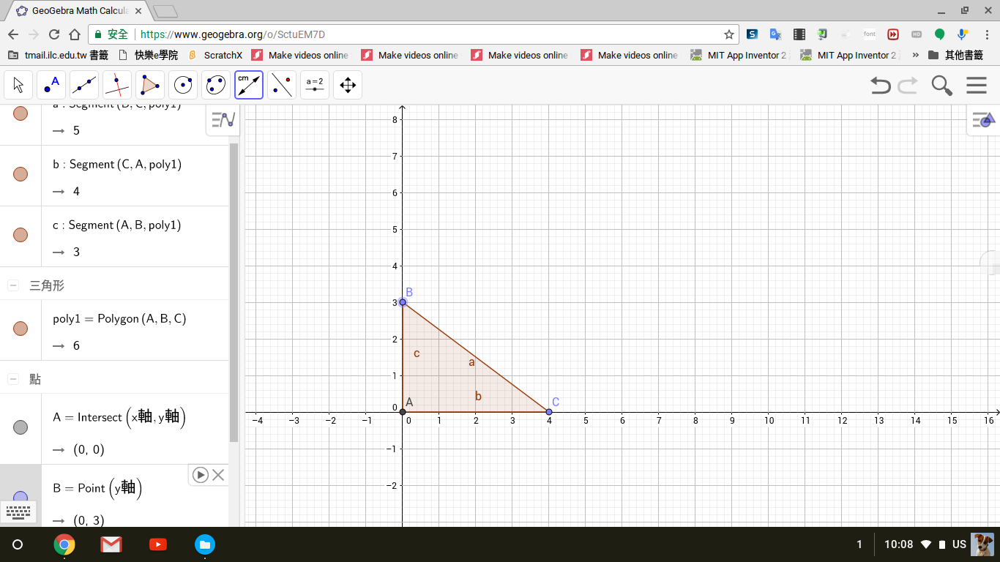 GeoGebra Math Calcula
安全 https://www.geogebra.org/o/SctuEM7D
tmail.ilc.edu.tw 書籤 快樂e學院 ScratchX Make videos online Make videos online Make videos online Make videos online MIT App Inventor 2 MIT App Inventor 2 » 其他書籤
A cm a=2
a : Segment (B, C, poly1)
→ 5
b : Segment (C, A, poly1)
→ 4
c : Segment (A, B, poly1)
→ 3
三角形
poly1 = Polygon (A, B, C)
→ 6
點
A = Intersect (x軸, y軸)
→ (0, 0)
B = Point (y軸)
→ (0, 3)
8
7
6
5
4
B
3
2
c
a
1
b
A C
0
−4 −3 −2 −1 0 1 2 3 4 5 6 7 8 9 10 11 12 13 14 15 16
−1
−2
1 10:08 US